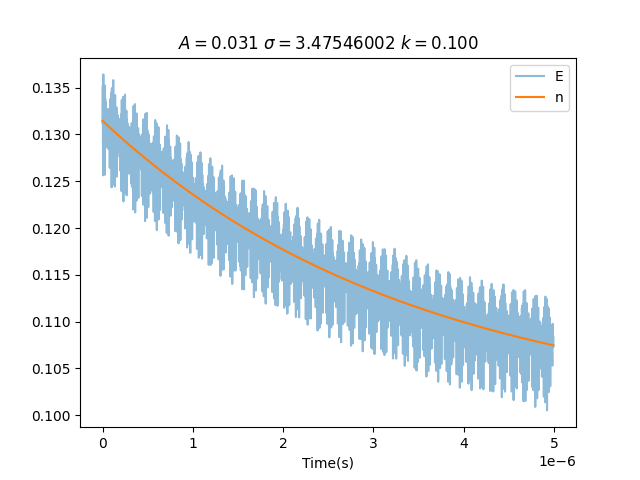 A = 0.031 σ = 3.47546002 k = 0.100
E
n
0.135
0.130
0.125
0.120
0.115
0.110
0.105
0.100
0 1 2 3 4 5
1e−6
Time(s)